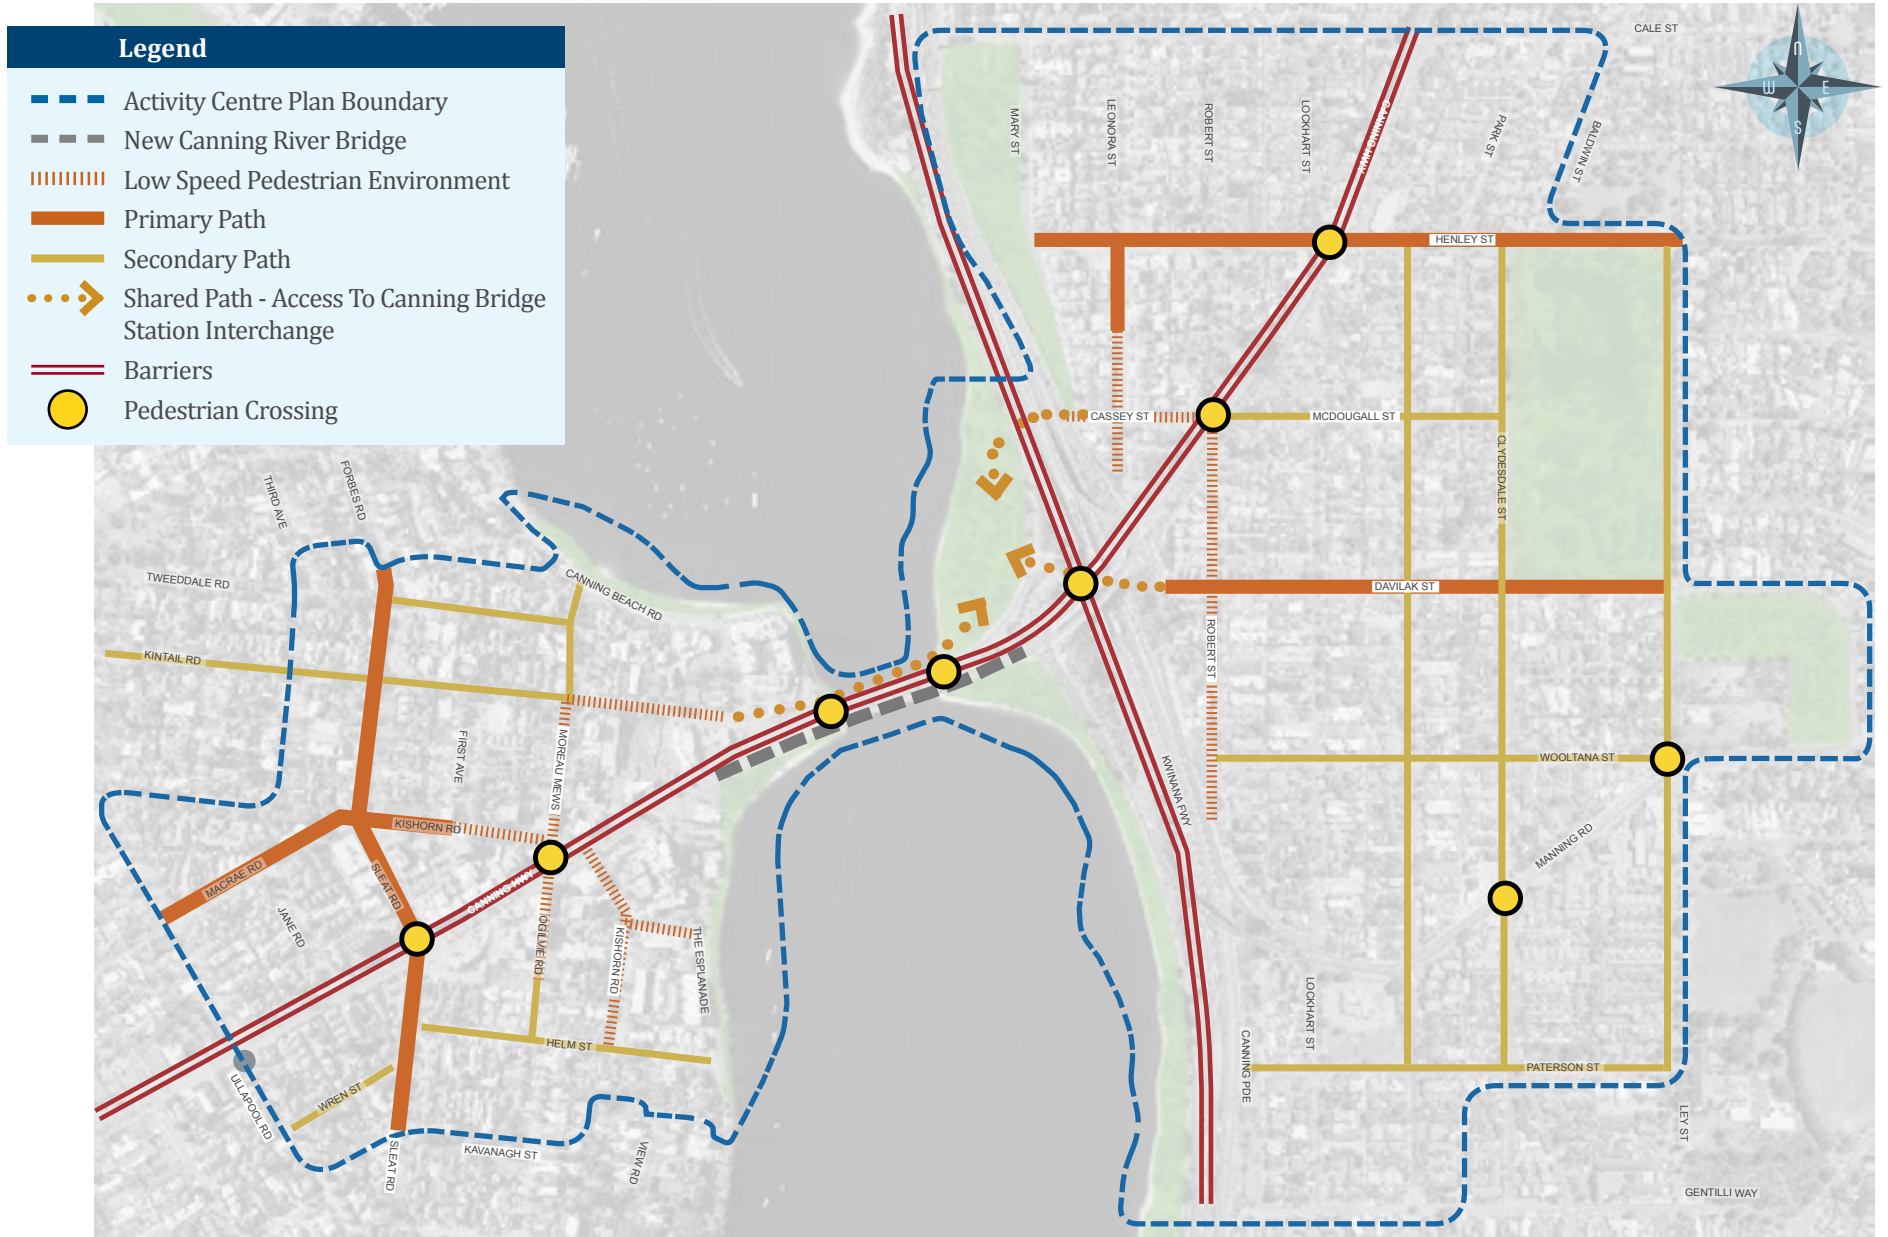 Legend
Activity Centre Plan Boundary
New Canning River Bridge
Low Speed Pedestrian Environment
Primary Path
Secondary Path
Shared Path - Access To Canning Bridge
Station Interchange
Barriers
Pedestrian Crossing
CALE ST
N
W
E
S
MARY ST
LEONORA ST
ROBERT ST
LOCKHART ST
CANNING HWY
PARK ST
BALDWIN ST
HENLEY ST
CASSEY ST
MCDOUGALL ST
CLYDESDALE ST
THIRD AVE
FORBES RD
TWEEDDALE RD
CANNING BEACH RD
DAVILAK ST
ROBERT ST
KINTAIL RD
FIRST AVE
MOREAU MEWS
KWINANA FWY
WOOLTANA ST
KISHORN RD
MACRAE RD
SLEAT RD
MANNING RD
CANNING HWY
JANE RD
OGILVIE RD
KISHORN RD
THE ESPLANADE
LOCKHART ST
HELM ST
CANNING PDE
PATERSON ST
WREN ST
ULLAPOOL RD
LEY ST
SLEAT RD
KAVANAGH ST
VIEW RD
GENTILLI WAY